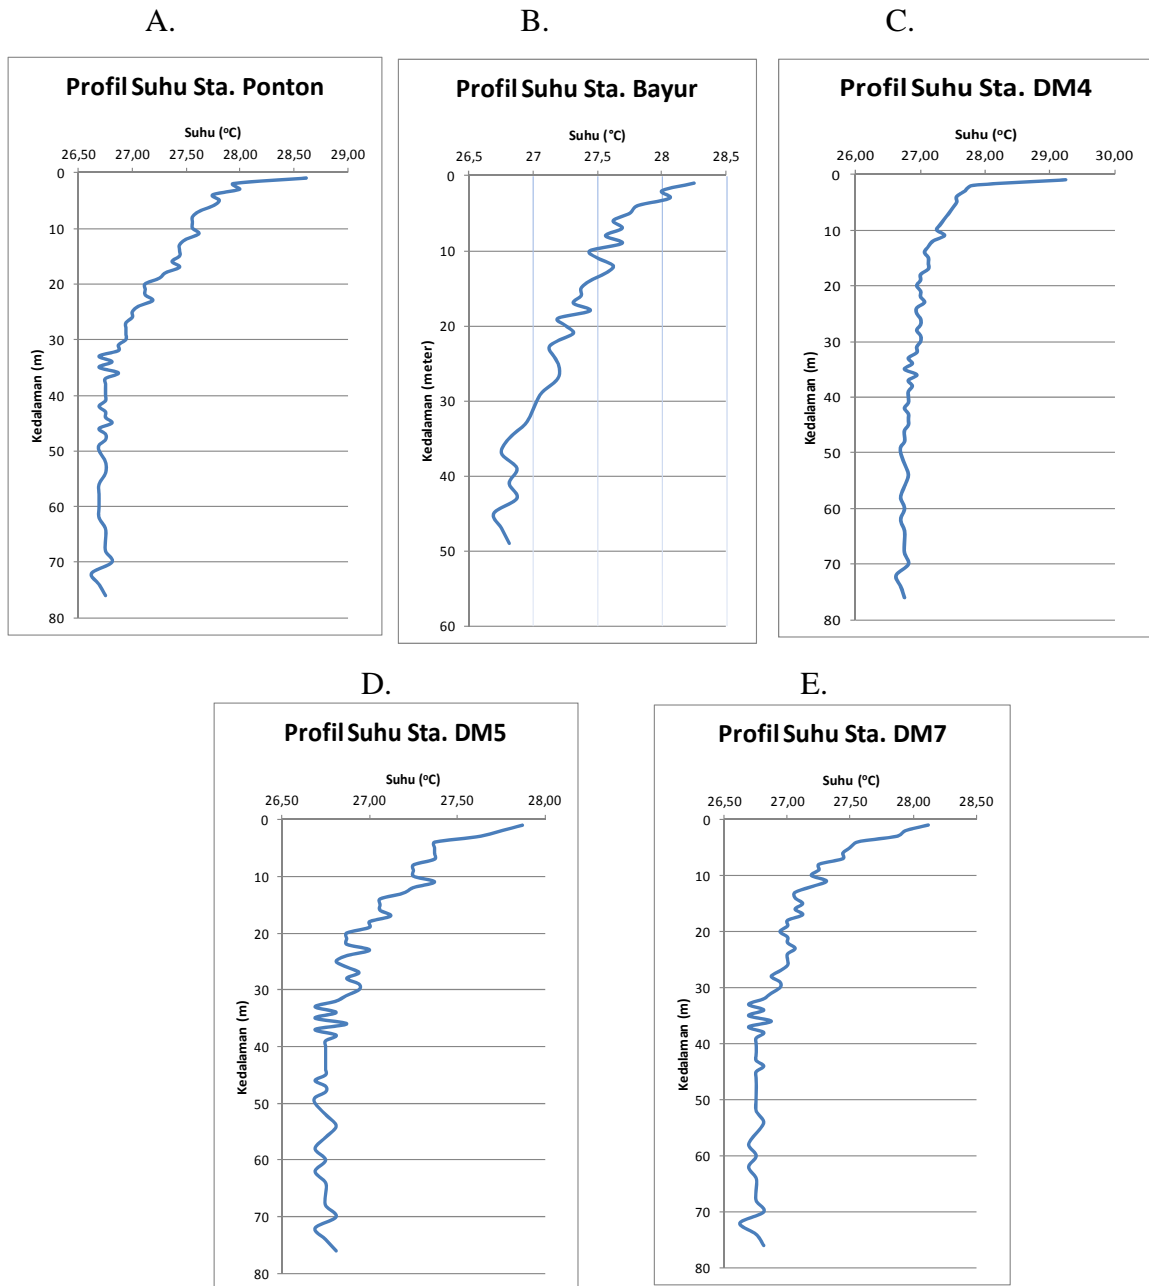 A.
B.
C.
Profil Suhu Sta. Ponton
Suhu (°C)
26,50 27,00 27,50 28,00 28,50 29,00
0
10
20
30
40
50
60
70
80
Kedalaman (m)
Profil Suhu Sta. Bayur
Suhu (°C)
26,5 27 27,5 28 28,5
0
10
20
30
40
50
60
Kedalaman (meter)
Profil Suhu Sta. DM4
Suhu (°C)
26,00 27,00 28,00 29,00 30,00
0
10
20
30
40
50
60
70
80
Kedalaman (m)
D.
E.
Profil Suhu Sta. DM5
Suhu (°C)
26,50 27,00 27,50 28,00
0
10
20
30
40
50
60
70
80
Kedalaman (m)
Profil Suhu Sta. DM7
Suhu (°C)
26,50 27,00 27,50 28,00 28,50
0
10
20
30
40
50
60
70
80
Kedalaman (m)